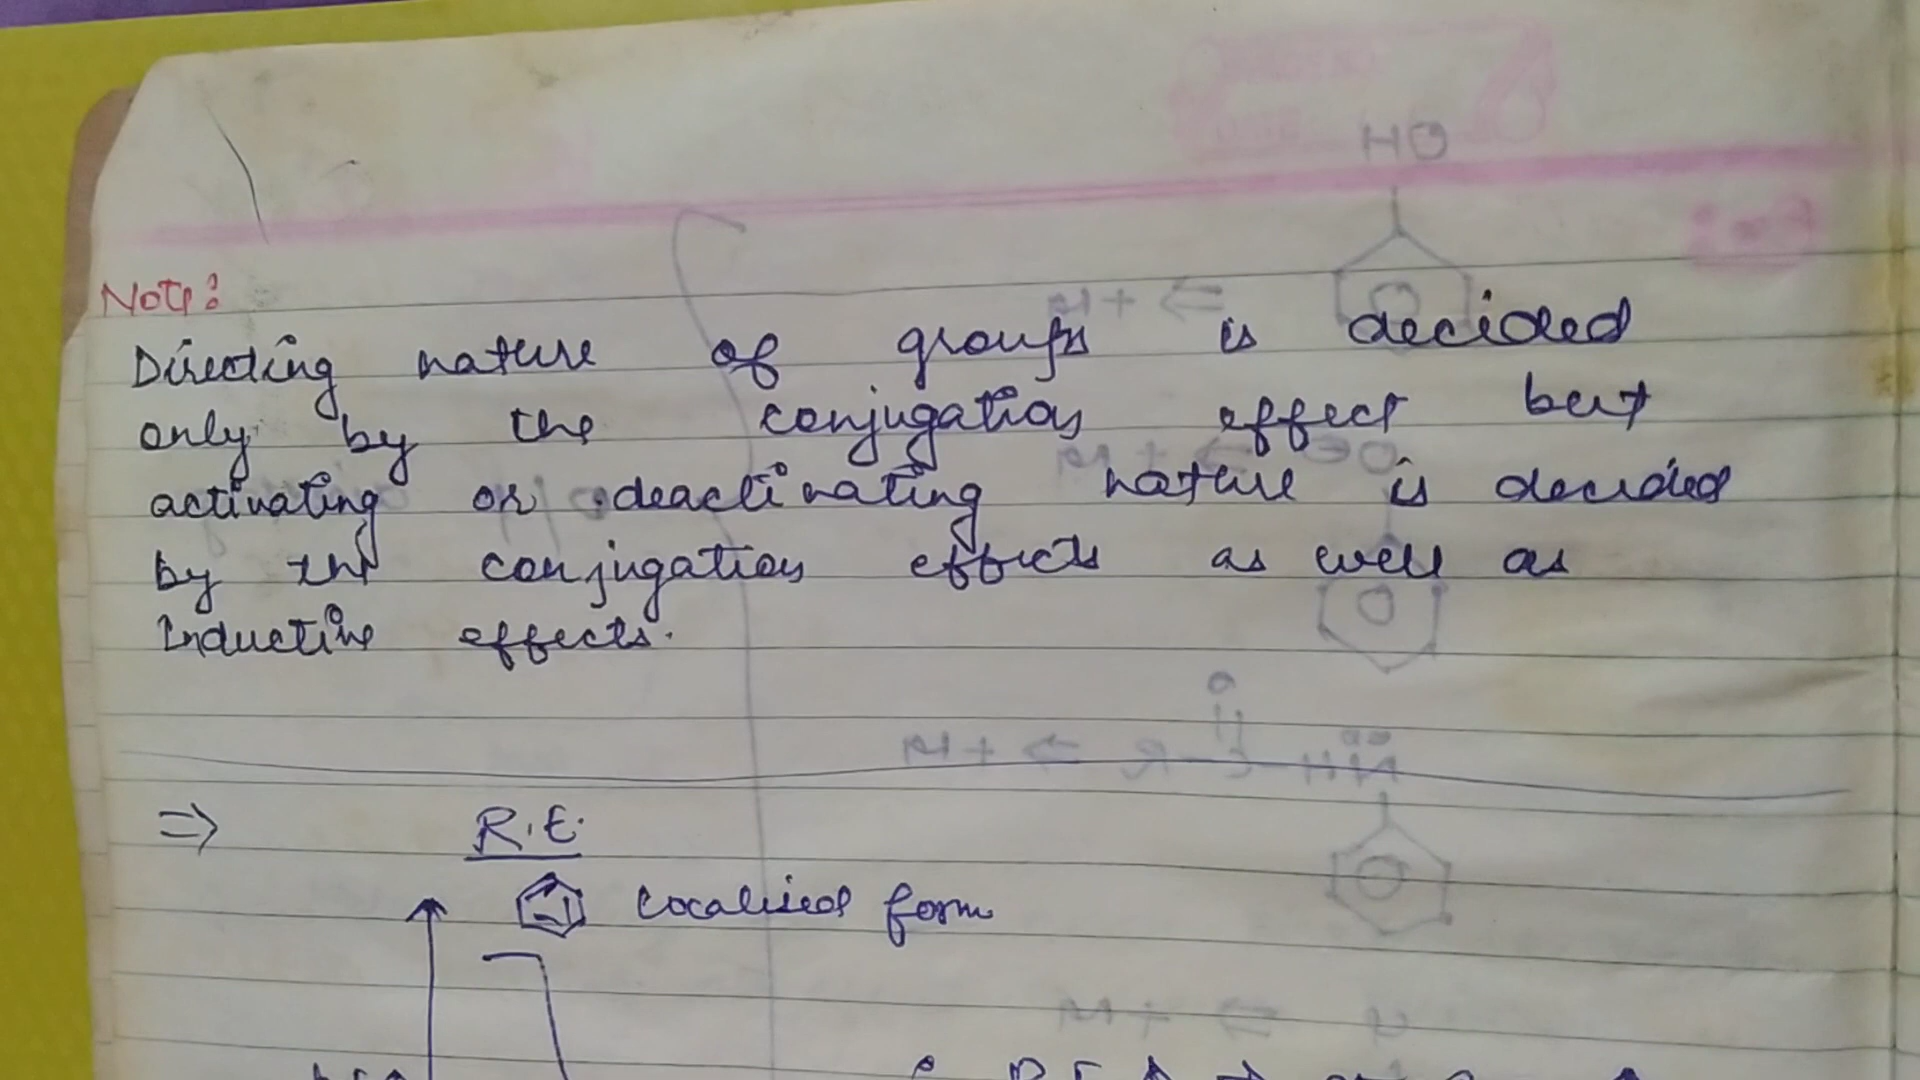 Note:
Directing nature of groups is decided
only by the conjugation effect but
activating or deactivating nature is decided
by the conjugation effects as well as
Inductive effects.
⇒ R.E.
Localised form